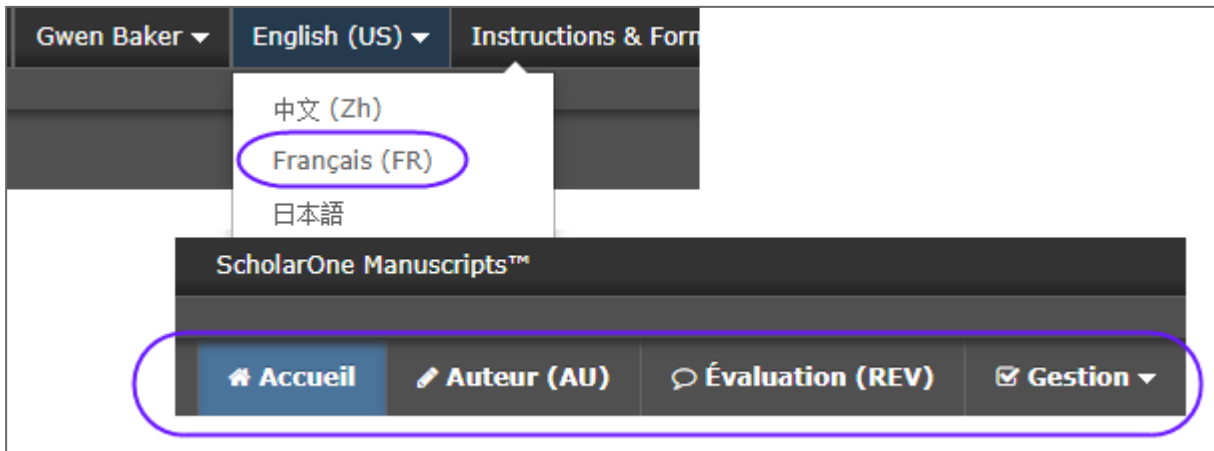 Gwen Baker English (US) Instructions &
中文 (Zh)
Français (FR)
日本語
ScholarOne Manuscripts™
Accueil Auteur (AU) Évaluation (REV) Gestion